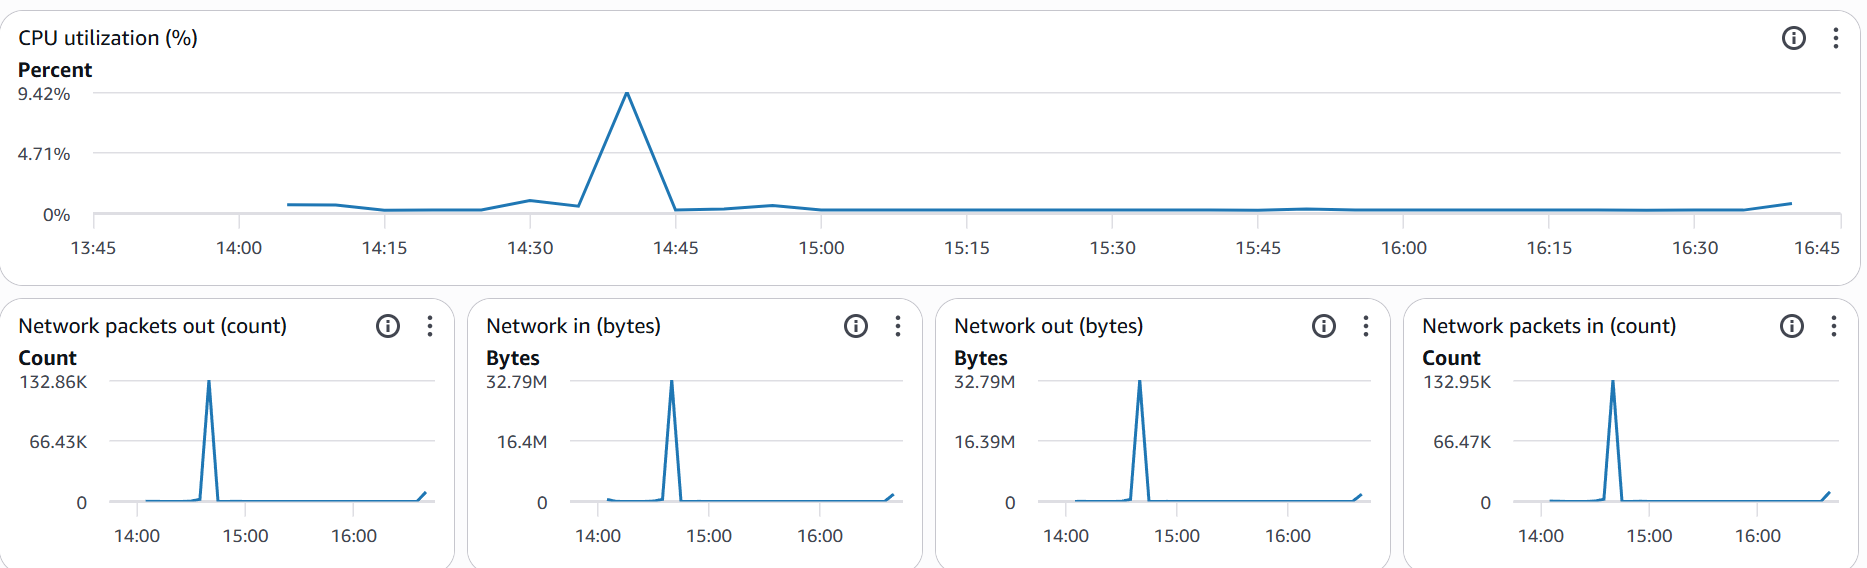 CPU utilization (%)
Percent
9.42%
4.71%
0%
13:45 14:00 14:15 14:30 14:45 15:00 15:15 15:30 15:45 16:00 16:15 16:30 16:45
Network packets out (count)
Count
132.86K
66.43K
0
14:00 15:00 16:00
Network in (bytes)
Bytes
32.79M
16.4M
0
14:00 15:00 16:00
Network out (bytes)
Bytes
32.79M
16.39M
0
14:00 15:00 16:00
Network packets in (count)
Count
132.95K
66.47K
0
14:00 15:00 16:00